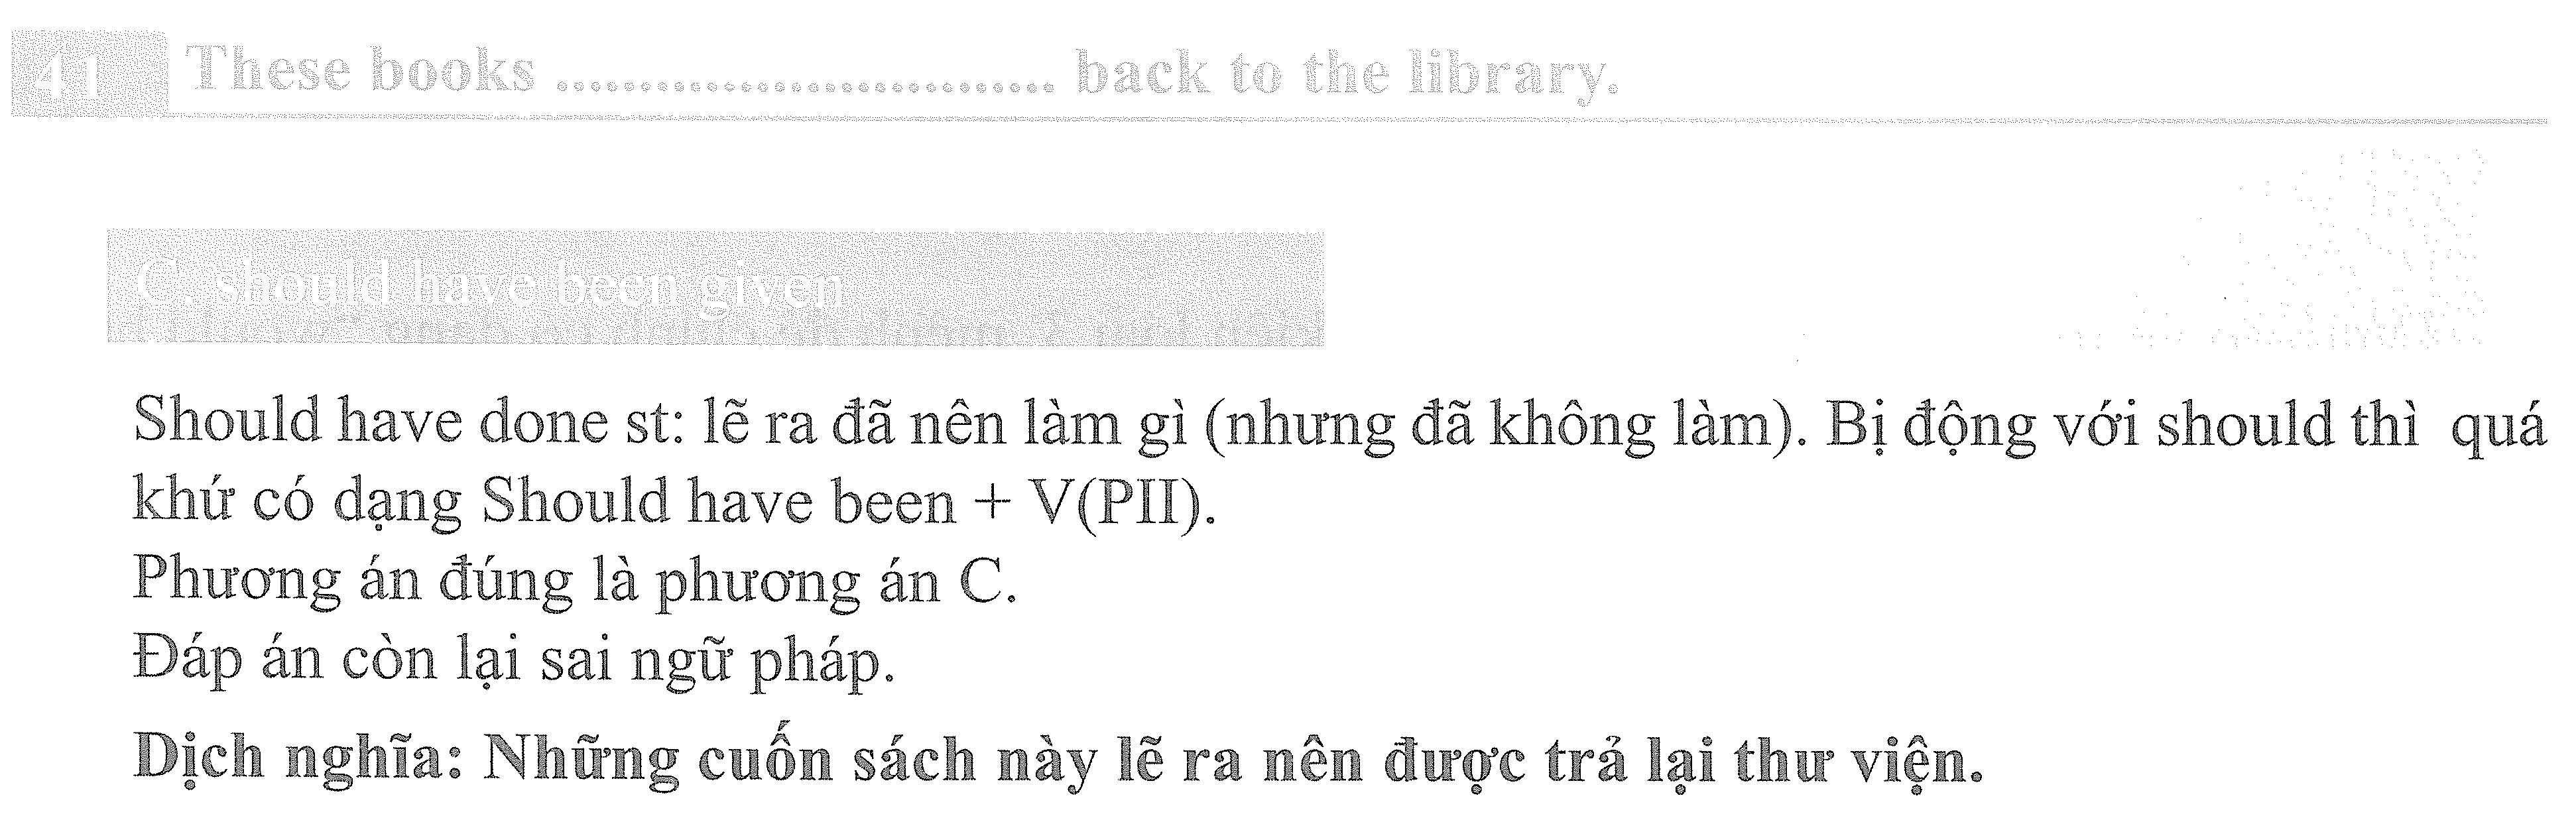 41 These books .............................. back to the library.
C. should have been given
Should have done st: lẽ ra đã nên làm gì (nhưng đã không làm). Bị động với should thì quá
khứ có dạng Should have been + V(PII).
Phương án đúng là phương án C.
Đáp án còn lại sai ngữ pháp.
Dịch nghĩa: Những cuốn sách này lẽ ra nên được trả lại thư viện.